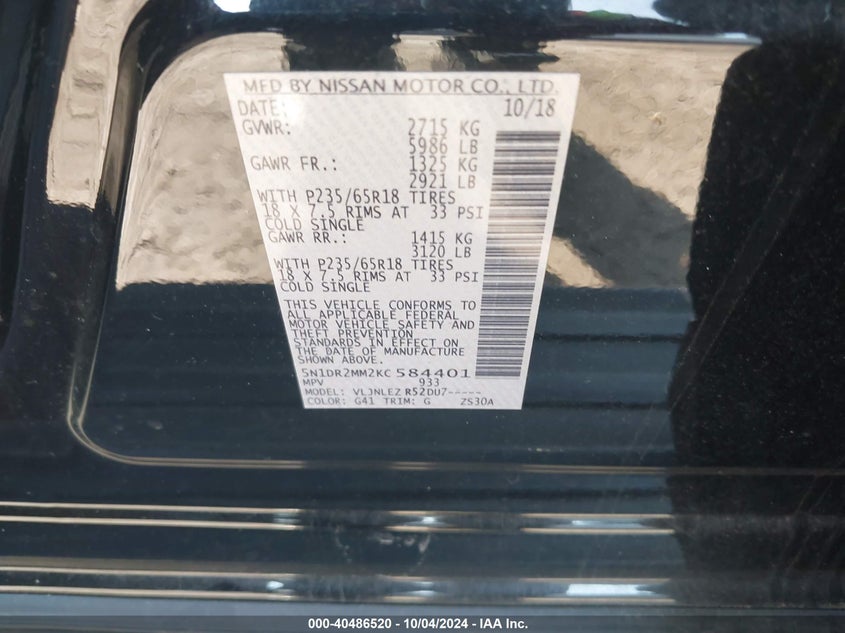 MFD BY NISSAN MOTOR CO., LTD.
DATE: 10/18
GVWR: 2715 KG
5986 LB
GAWR FR.: 1325 KG
2921 LB
WITH P235/65R18 TIRES
18 X 7.5 RIMS AT 33 PSI
COLD SINGLE
GAWR RR.: 1415 KG
3120 LB
WITH P235/65R18 TIRES
18 X 7.5 RIMS AT 33 PSI
COLD SINGLE
THIS VEHICLE CONFORMS TO
ALL APPLICABLE FEDERAL
MOTOR VEHICLE SAFETY AND
THEFT PREVENTION
STANDARDS IN EFFECT ON
THE DATE OF MANUFACTURE
SHOWN ABOVE.
5N1DR2MM2KC584401
MPV 933
MODEL: VLJNLEZ R52DU7-----
COLOR: G41 TRIM: G ZS30A
000-40486520 - 10/04/2024 - IAA Inc.